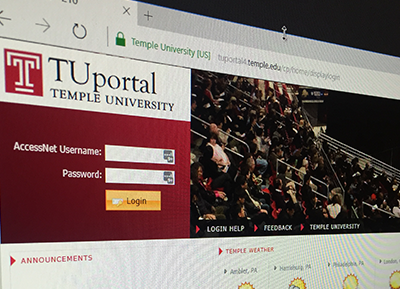 Temple University [US] tuportal4.temple.edu/cp/home/displaylogin
T TUportal
TEMPLE UNIVERSITY
AccessNet Username:
Password:
Login
LOGIN HELP FEEDBACK TEMPLE UNIVERSITY
ANNOUNCEMENTS
TEMPLE WEATHER
Ambler, PA Harrisburg, PA Philadelphia, PA London,